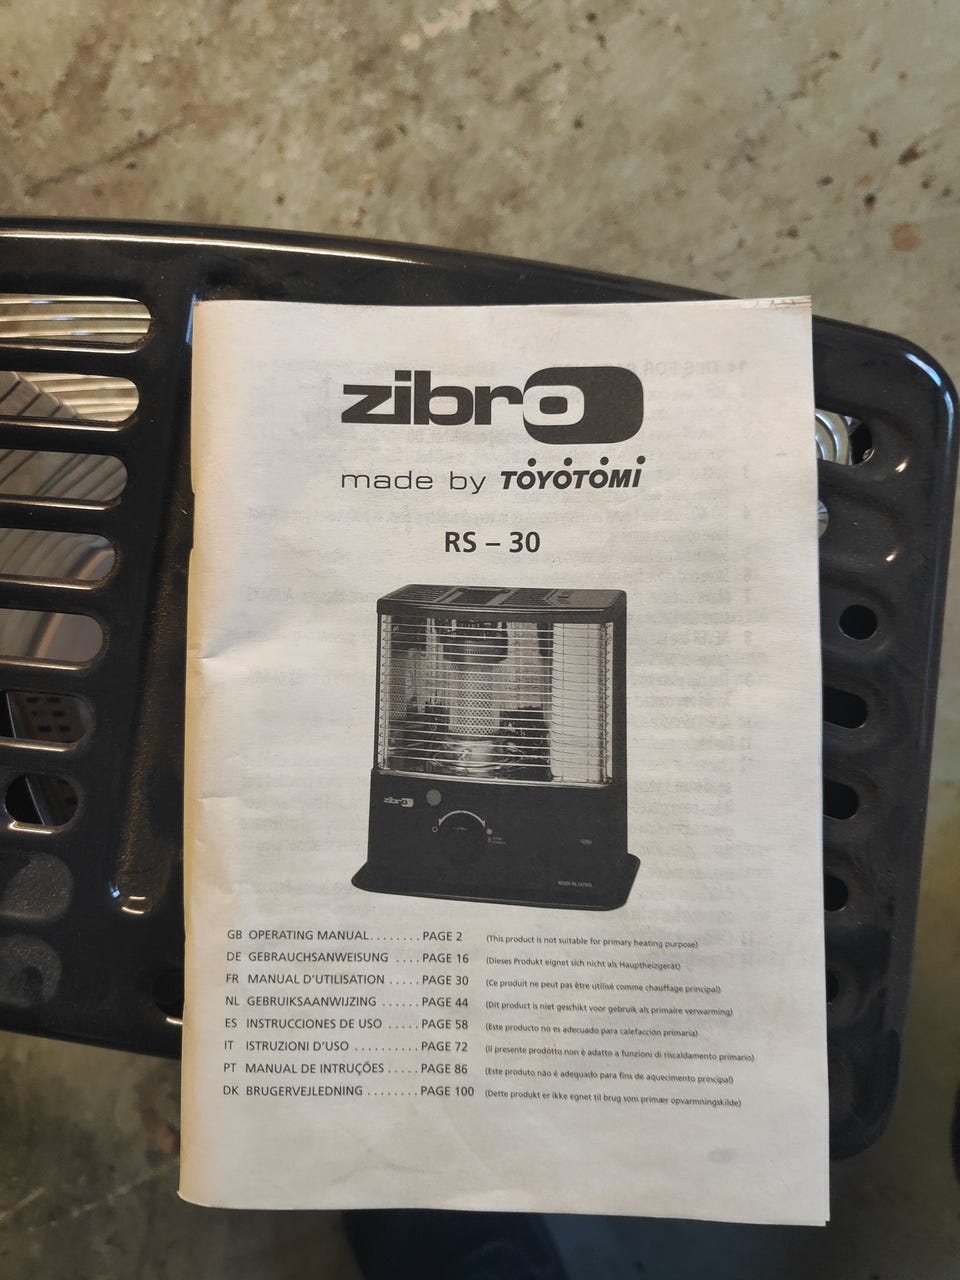 zibro
made by TOYOTOMI
RS – 30
zibro
MADE IN JAPAN
GB OPERATING MANUAL........PAGE 2 (This product is not suitable for primary heating purpose)
DE GEBRAUCHSANWEISUNG ....PAGE 16 (Dieses Produkt eignet sich nicht als Hauptheizgerät)
FR MANUAL D'UTILISATION .....PAGE 30 (Ce produit ne peut pas être utilisé comme chauffage principal)
NL GEBRUIKSAANWIJZING .....PAGE 44 (Dit product is niet geschikt voor gebruik als primaire verwarming)
ES INSTRUCCIONES DE USO .....PAGE 58 (Este producto no es adecuado para calefacción primaria)
IT ISTRUZIONI D'USO ..........PAGE 72 (Il presente prodotto non è adatto a funzioni di riscaldamento primario)
PT MANUAL DE INTRUÇÕES .....PAGE 86 (Este produto não é adequado para fins de aquecimento principal)
DK BRUGERVEJLEDNING ........PAGE 100 (Dette produkt er ikke egnet til brug som primær opvarmningskilde)